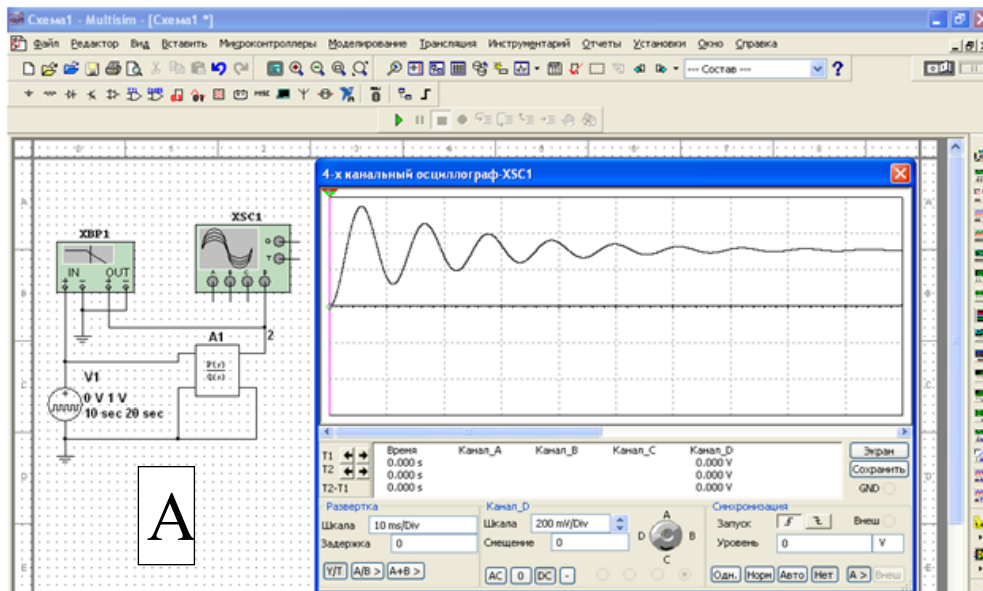 Схема1 - Multisim - [Схема1 *]
Файл Редактор Вид Вставить Микроконтроллеры Моделирование Трансляция Инструментарий Отчеты Установки Окно Справка
--- Состав ---
?
MISC
4-х канальный осциллограф-XSC1
XSC1
XBP1
IN OUT
G
T
A B C D
A1
2
P(s)
Q(s)
V1
0 V 1 V
10 sec 20 sec
A
T1
T2
T2-T1
Время Канал_A Канал_B Канал_C Канал_D
0.000 s 0.000 V
0.000 s 0.000 V
0.000 s 0.000 V
Экран
Сохранить
GND
Развертка
Шкала 10 ms/Div
Задержка 0
Y/T A/B > A+B >
Канал_D
Шкала 200 mV/Div
Смещение 0
AC 0 DC -
A
D B
C
Синхронизация
Запуск Внеш
Уровень 0 V
Одн. Норм Авто Нет A > Внеш